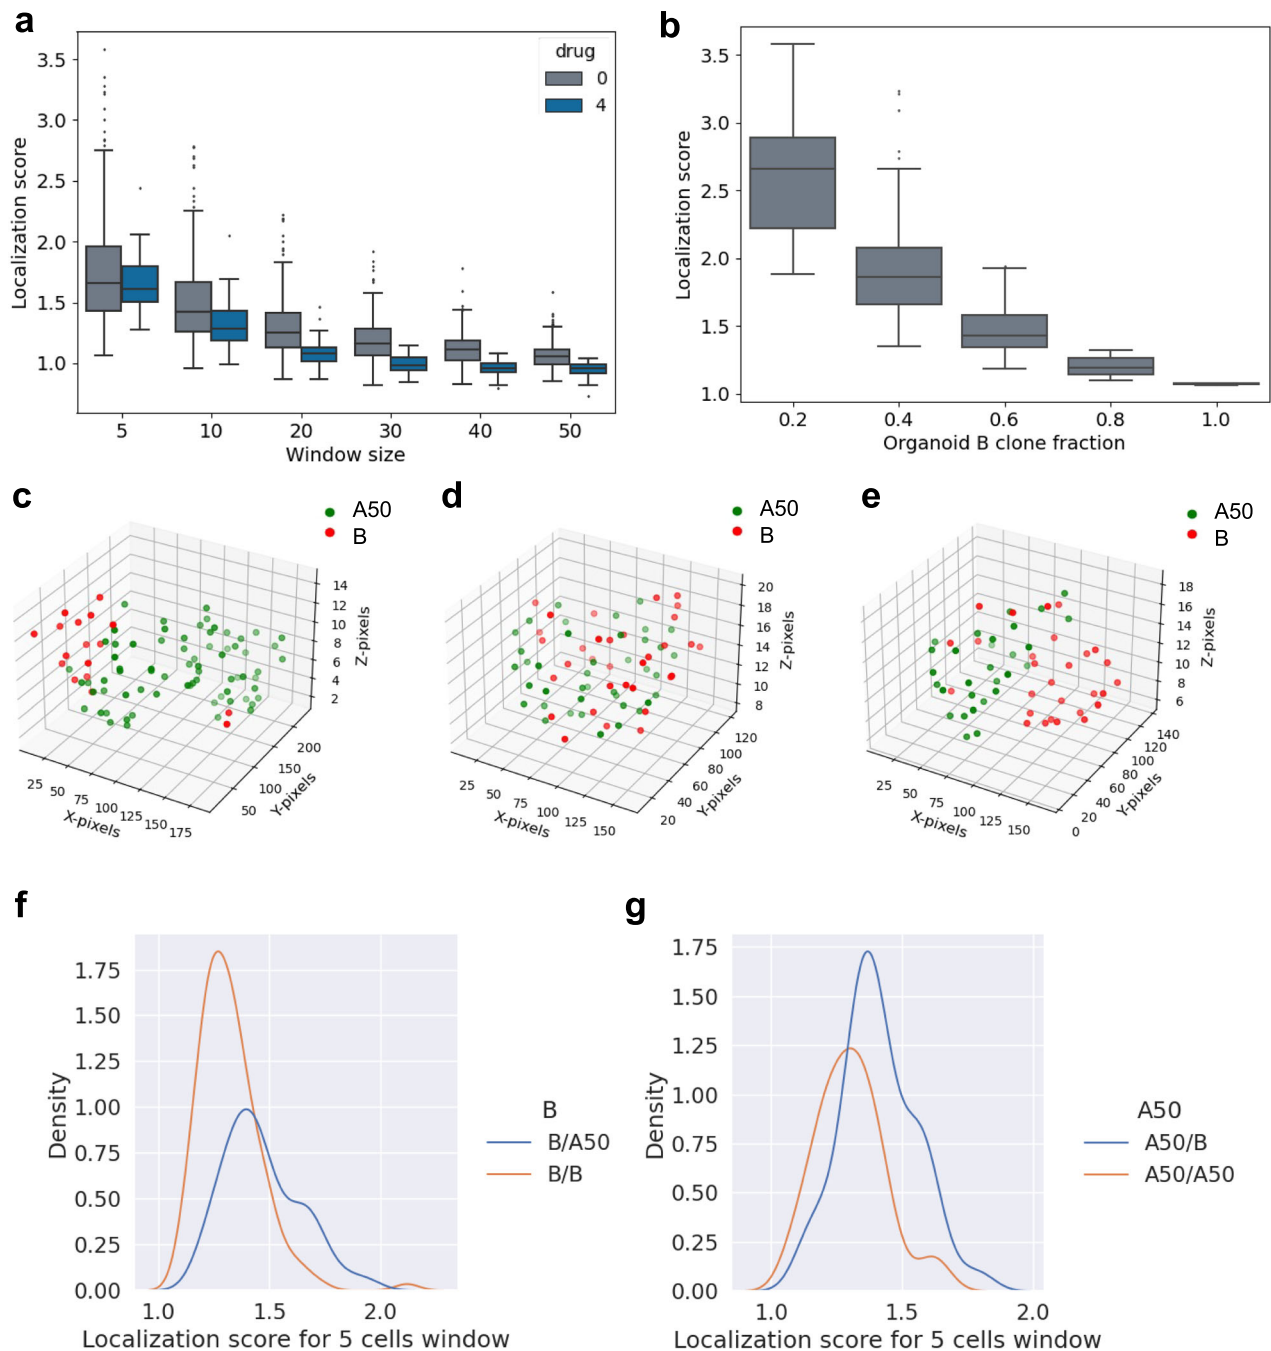 a
drug
0
4
Localization score
3.5
3.0
2.5
2.0
1.5
1.0
5 10 20 30 40 50
Window size
b
Localization score
3.5
3.0
2.5
2.0
1.5
1.0
0.2 0.4 0.6 0.8 1.0
Organoid B clone fraction
c
A50
B
14
12
10
8
6
4
2
Z-pixels
200
150
100
50
Y-pixels
25 50 75 100 125 150 175
X-pixels
d
A50
B
20
18
16
14
12
10
8
Z-pixels
120
100
80
60
40
20
Y-pixels
25 50 75 100 125 150
X-pixels
e
A50
B
18
16
14
12
10
8
6
Z-pixels
140
120
100
80
60
40
20
0
Y-pixels
25 50 75 100 125 150
X-pixels
f
Density
1.75
1.50
1.25
1.00
0.75
0.50
0.25
0.00
1.0 1.5 2.0
Localization score for 5 cells window
B
B/A50
B/B
g
Density
1.75
1.50
1.25
1.00
0.75
0.50
0.25
0.00
1.0 1.5 2.0
Localization score for 5 cells window
A50
A50/B
A50/A50